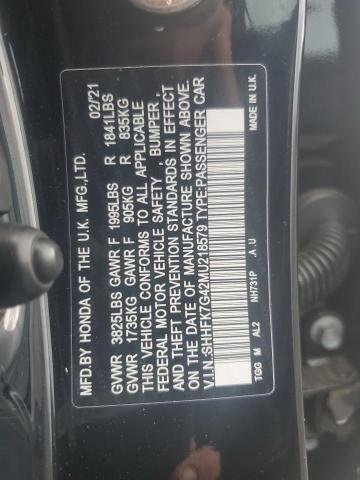 MFD.BY HONDA OF THE U.K. MFG.,LTD. 02/'21
GVWR 3825LBS GAWR F 1995LBS R 1841LBS
GVWR 1735KG GAWR F 905KG R 835KG
THIS VEHICLE CONFORMS TO ALL APPLICABLE
FEDERAL MOTOR VEHICLE SAFETY , BUMPER ,
AND THEFT PREVENTION STANDARDS IN EFFECT
ON THE DATE OF MANUFACTURE SHOWN ABOVE.
V.I.N.:SHHFK7G42MU218579 TYPE:PASSENGER CAR
TGG M AL2 NH731P .A .U MADE IN U.K.